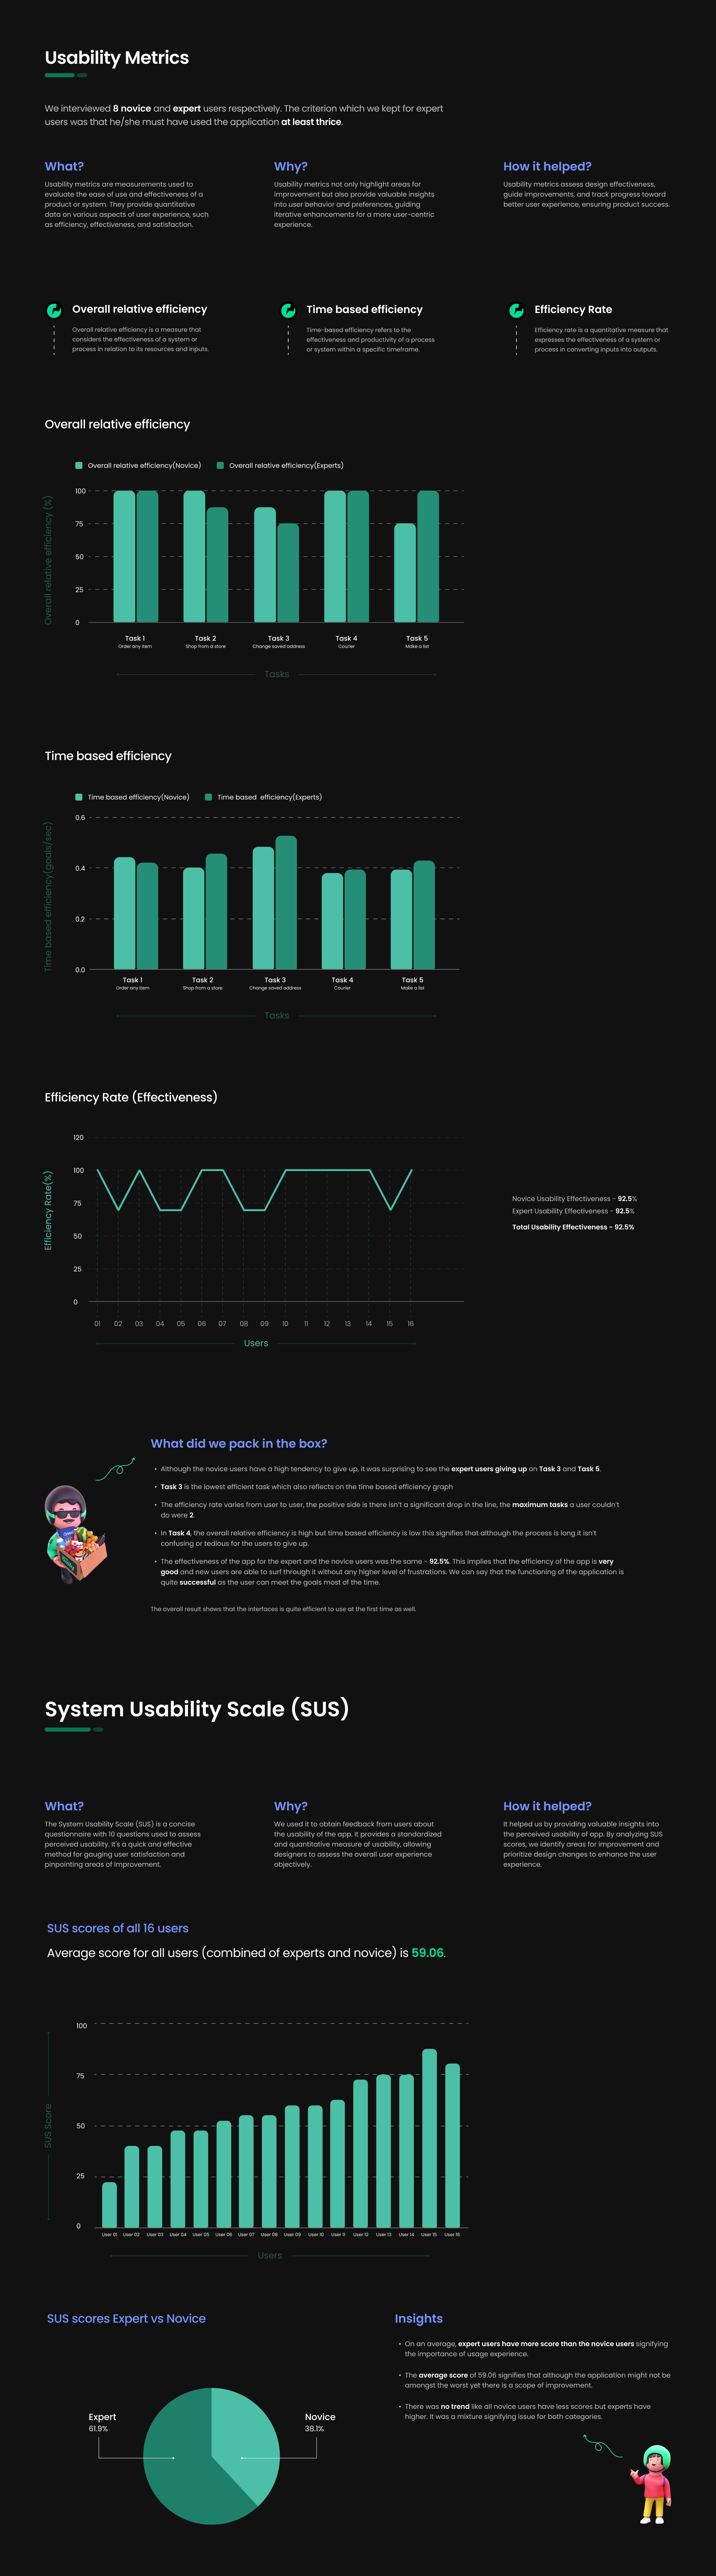 Usability Metrics
We interviewed 8 novice and expert users respectively. The criterion which we kept for expert
users was that he/she must have used the application at least thrice.
What?
Usability metrics are measurements used to
evaluate the ease of use and effectiveness of a
product or system. They provide quantitative
data on various aspects of user experience, such
as efficiency, effectiveness, and satisfaction.
Why?
Usability metrics not only highlight areas for
improvement but also provide valuable insights
into user behavior and preferences, guiding
iterative enhancements for a more user-centric
experience.
How it helped?
Usability metrics assess design effectiveness,
guide improvements, and track progress toward
better user experience, ensuring product success.
Overall relative efficiency
Overall relative efficiency is a measure that
considers the effectiveness of a system or
process in relation to its resources and inputs.
Time based efficiency
Time-based efficiency refers to the
effectiveness and productivity of a process
or system within a specific timeframe.
Efficiency Rate
Efficiency rate is a quantitative measure that
expresses the effectiveness of a system or
process in converting inputs into outputs.
Overall relative efficiency
Overall relative efficiency(Novice) Overall relative efficiency(Experts)
Overall relative efficiency (%)
100
75
50
25
0
Task 1 Task 2 Task 3 Task 4 Task 5
Order any item Shop from a store Change saved address Courier Make a list
Tasks
Time based efficiency
Time based efficiency(Novice) Time based efficiency(Experts)
Time based efficiency(goals/sec)
0.6
0.4
0.2
0.0
Task 1 Task 2 Task 3 Task 4 Task 5
Order any item Shop from a store Change saved address Courier Make a list
Tasks
Efficiency Rate (Effectiveness)
Efficiency Rate(%)
120
100
75
50
25
0
01 02 03 04 05 06 07 08 09 10 11 12 13 14 15 16
Users
Novice Usability Effectiveness - 92.5%
Expert Usability Effectiveness - 92.5%
Total Usability Effectiveness - 92.5%
What did we pack in the box?
• Although the novice users have a high tendency to give up, it was surprising to see the expert users giving up on Task 3 and Task 5.
• Task 3 is the lowest efficient task which also reflects on the time based efficiency graph
• The efficiency rate varies from user to user, the positive side is there isn't a significant drop in the line, the maximum tasks a user couldn't
do were 2.
• In Task 4, the overall relative efficiency is high but time based efficiency is low this signifies that although the process is long it isn't
confusing or tedious for the users to give up.
• The effectiveness of the app for the expert and the novice users was the same - 92.5%. This implies that the efficiency of the app is very
good and new users are able to surf through it without any higher level of frustrations. We can say that the functioning of the application is
quite successful as the user can meet the goals most of the time.
The overall result shows that the interfaces is quite efficient to use at the first time as well.
System Usability Scale (SUS)
What?
The System Usability Scale (SUS) is a concise
questionnaire with 10 questions used to assess
perceived usability. It's a quick and effective
method for gauging user satisfaction and
pinpointing areas of improvement.
Why?
We used it to obtain feedback from users about
the usability of the app. It provides a standardized
and quantitative measure of usability, allowing
designers to assess the overall user experience
objectively.
How it helped?
It helped us by providing valuable insights into
the perceived usability of app. By analyzing SUS
scores, we identify areas for improvement and
prioritize design changes to enhance the user
experience.
SUS scores of all 16 users
Average score for all users (combined of experts and novice) is 59.06.
SUS Score
100
75
50
25
0
User 01 User 02 User 03 User 04 User 05 User 06 User 07 User 08 User 09 User 10 User 11 User 12 User 13 User 14 User 15 User 16
Users
SUS scores Expert vs Novice
Expert
61.9%
Novice
38.1%
Insights
• On an average, expert users have more score than the novice users signifying
the importance of usage experience.
• The average score of 59.06 signifies that although the application might not be
amongst the worst yet there is a scope of improvement.
• There was no trend like all novice users have less scores but experts have
higher. It was a mixture signifying issue for both categories.